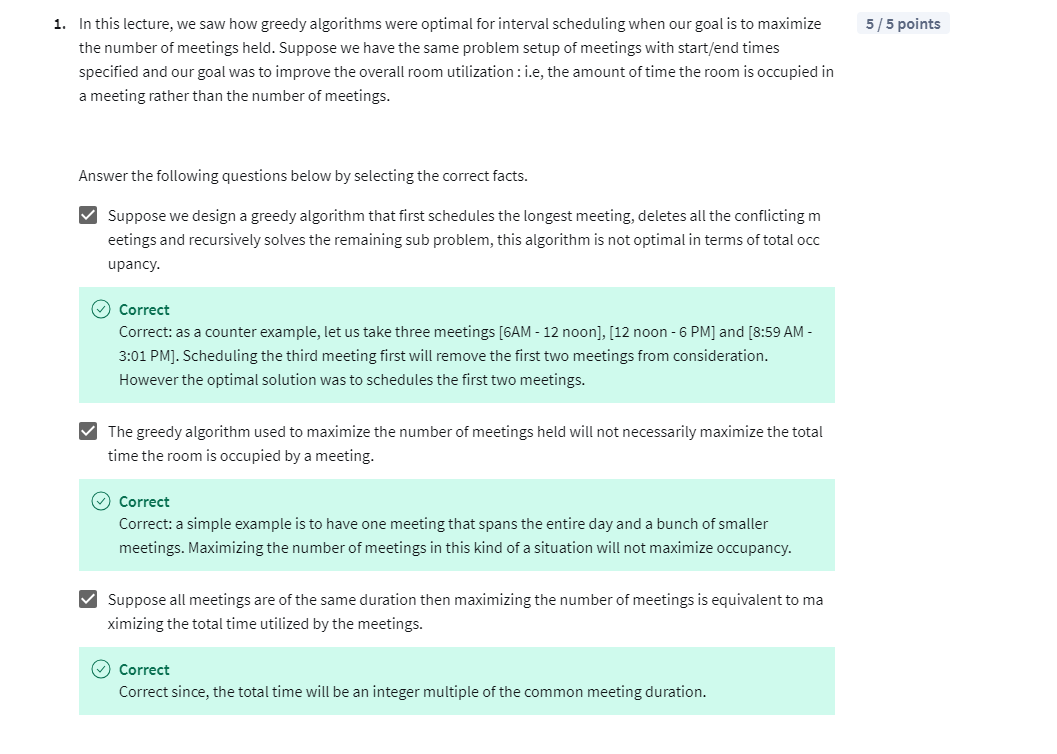 1. In this lecture, we saw how greedy algorithms were optimal for interval scheduling when our goal is to maximize
5 / 5 points
the number of meetings held. Suppose we have the same problem setup of meetings with start/end times
specified and our goal was to improve the overall room utilization : i.e, the amount of time the room is occupied in
a meeting rather than the number of meetings.
Answer the following questions below by selecting the correct facts.
Suppose we design a greedy algorithm that first schedules the longest meeting, deletes all the conflicting m
eetings and recursively solves the remaining sub problem, this algorithm is not optimal in terms of total occ
upancy.
Correct
Correct: as a counter example, let us take three meetings [6AM - 12 noon], [12 noon - 6 PM] and [8:59 AM -
3:01 PM]. Scheduling the third meeting first will remove the first two meetings from consideration.
However the optimal solution was to schedules the first two meetings.
The greedy algorithm used to maximize the number of meetings held will not necessarily maximize the total
time the room is occupied by a meeting.
Correct
Correct: a simple example is to have one meeting that spans the entire day and a bunch of smaller
meetings. Maximizing the number of meetings in this kind of a situation will not maximize occupancy.
Suppose all meetings are of the same duration then maximizing the number of meetings is equivalent to ma
ximizing the total time utilized by the meetings.
Correct
Correct since, the total time will be an integer multiple of the common meeting duration.